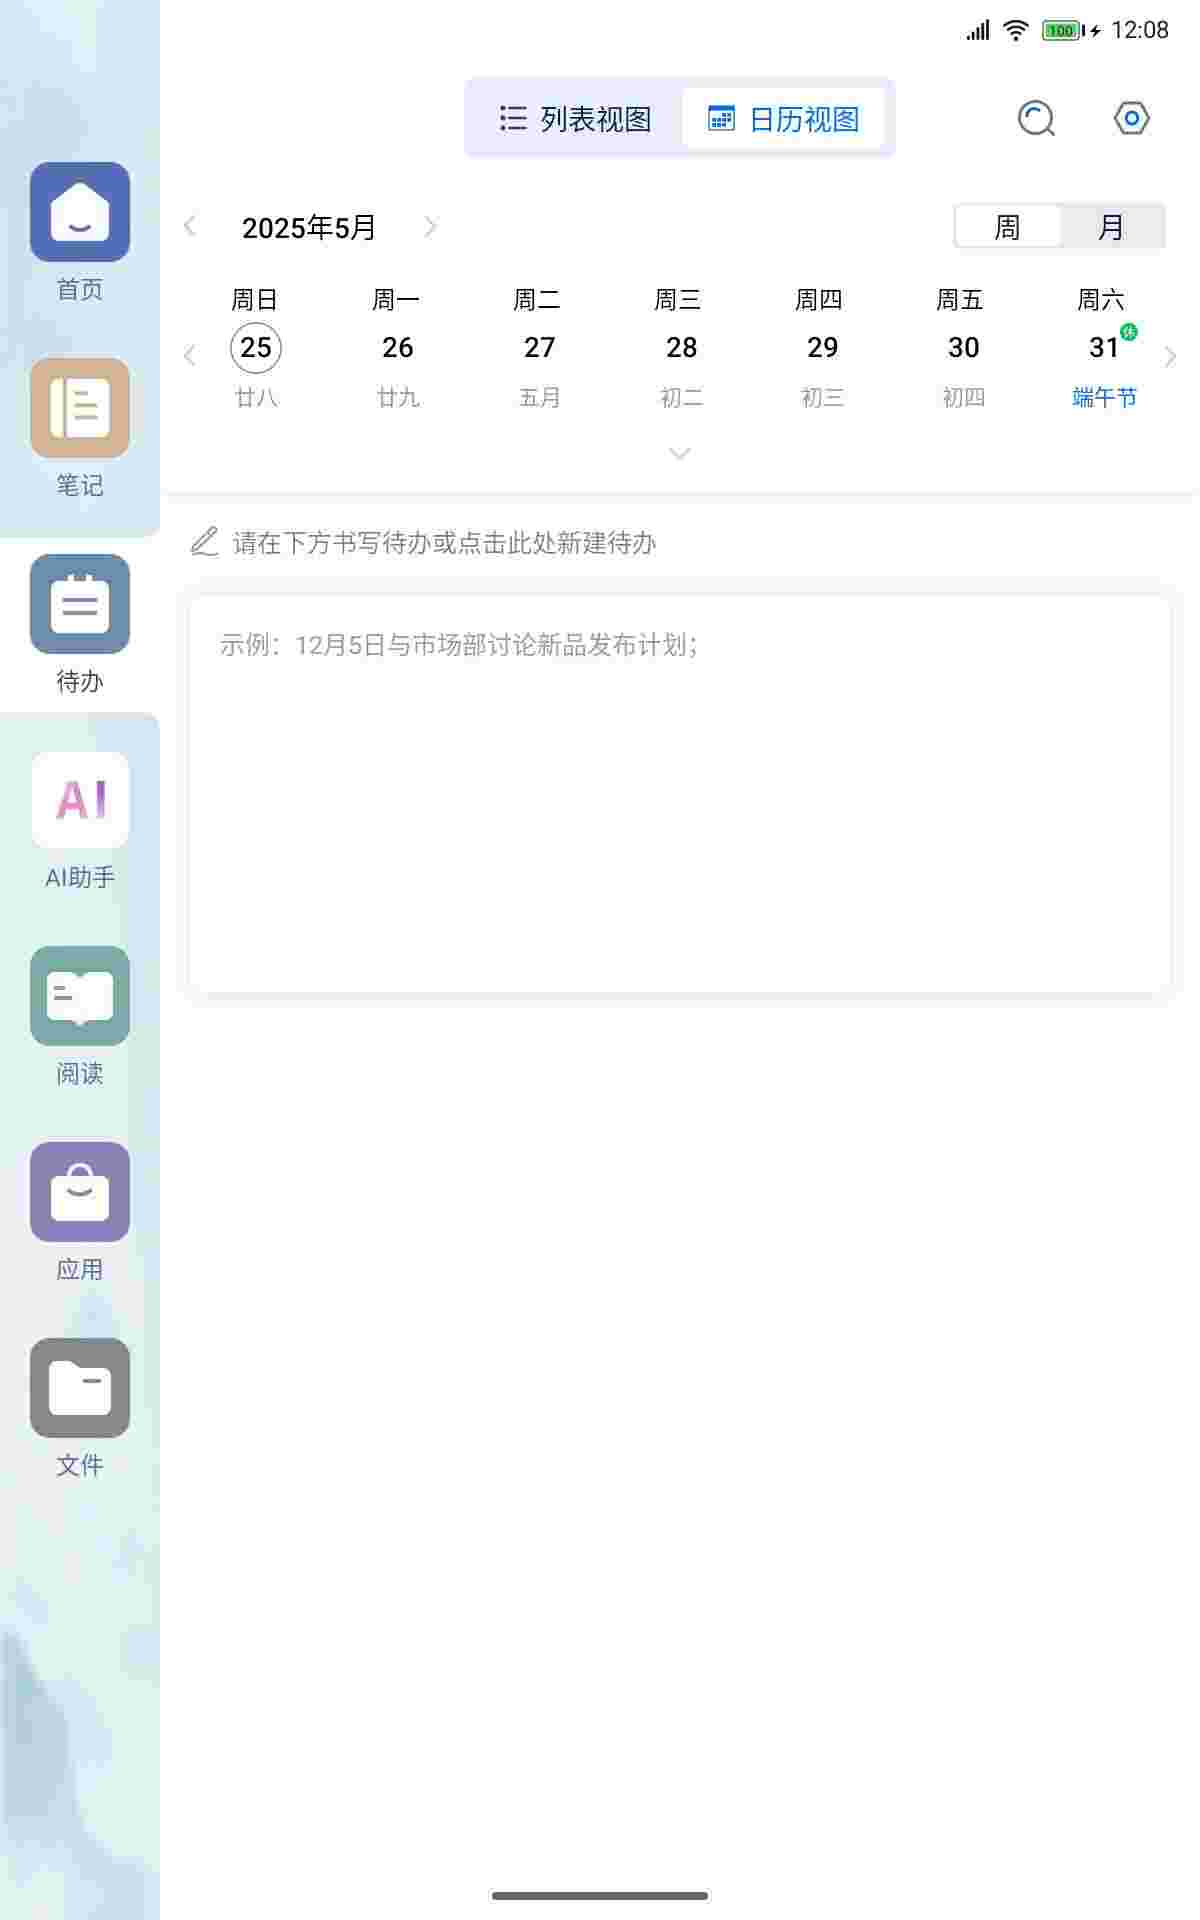 100 12:08
列表视图 日历视图
2025年5月 周 月
周日 周一 周二 周三 周四 周五 周六
25 26 27 28 29 30 31 休
廿八 廿九 五月 初二 初三 初四 端午节
请在下方书写待办或点击此处新建待办
示例：12月5日与市场部讨论新品发布计划；
首页
笔记
待办
AI
AI助手
阅读
应用
文件